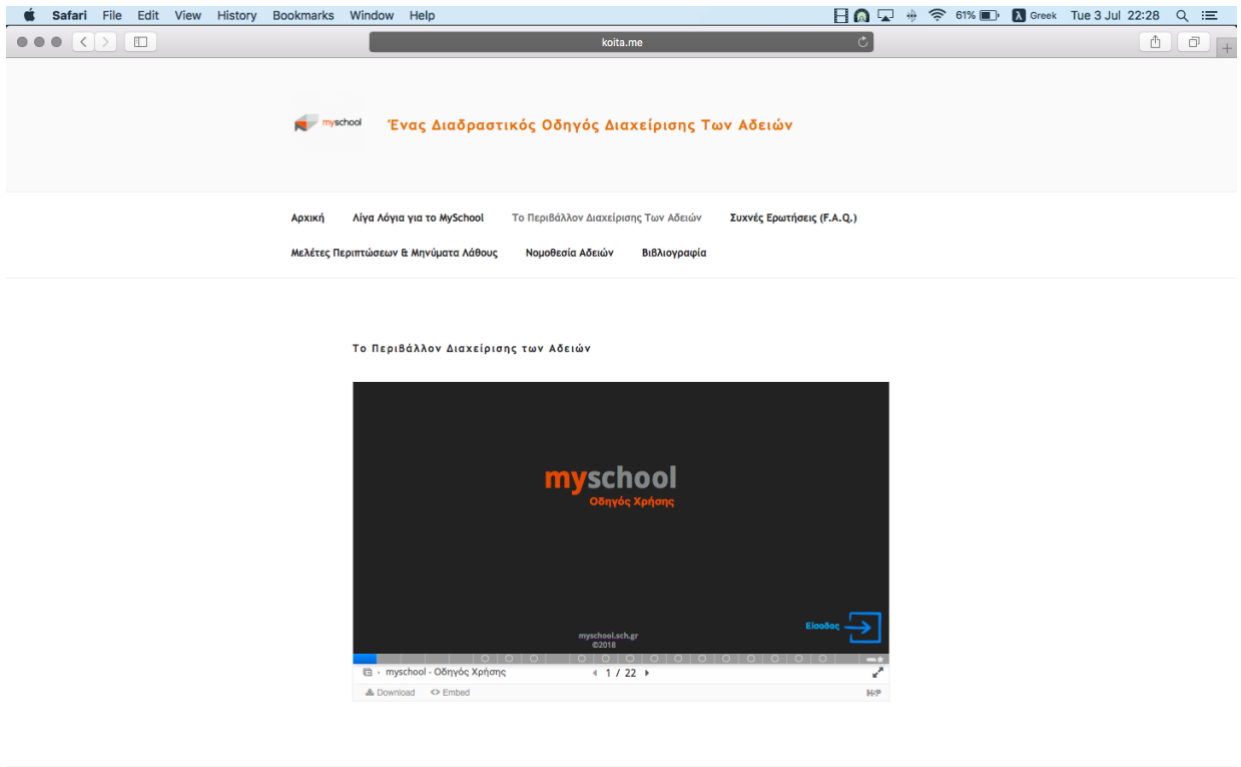 Safari File Edit View History Bookmarks Window Help 61% Greek Tue 3 Jul 22:28
koita.me
myschool Ένας Διαδραστικός Οδηγός Διαχείρισης Των Αδειών
Αρχική Λίγα Λόγια για το MySchool Το Περιβάλλον Διαχείρισης Των Αδειών Συχνές Ερωτήσεις (F.A.Q.)
Μελέτες Περιπτώσεων & Μηνύματα Λάθους Νομοθεσία Αδειών Βιβλιογραφία
Το Περιβάλλον Διαχείρισης των Αδειών
myschool
Οδηγός Χρήσης
Είσοδος
myschool.sch.gr
©2018
- myschool - Οδηγός Χρήσης 1 / 22
Download <> Embed H-P